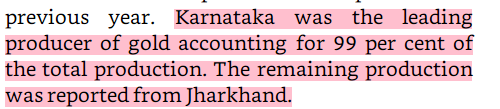 previous year. Karnataka was the leading
producer of gold accounting for 99 per cent of
the total production. The remaining production
was reported from Jharkhand.